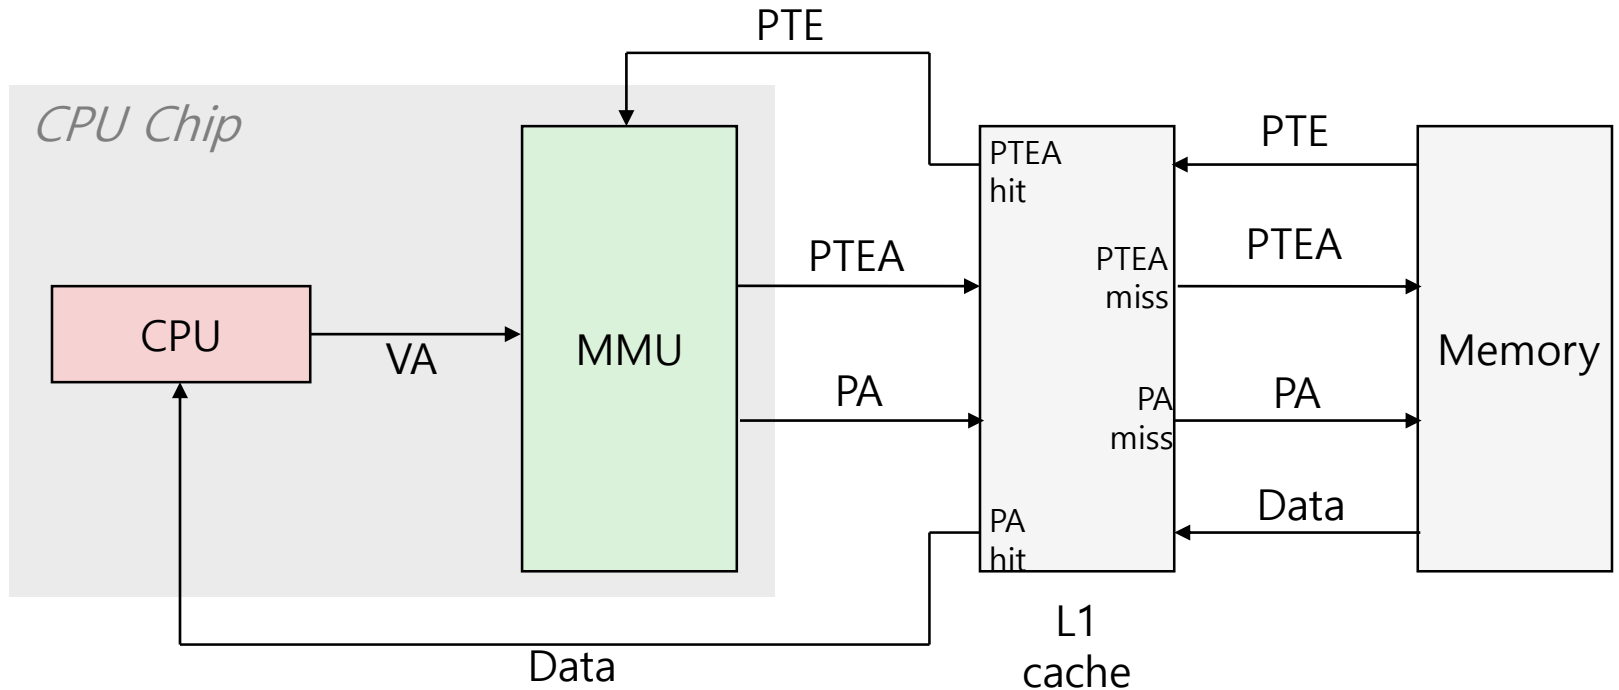 PTE
CPU Chip
PTEA
hit
PTE
PTEA
PTEA
miss
PTEA
CPU
VA
MMU
Memory
PA
PA
miss
PA
PA
hit
Data
L1
cache
Data